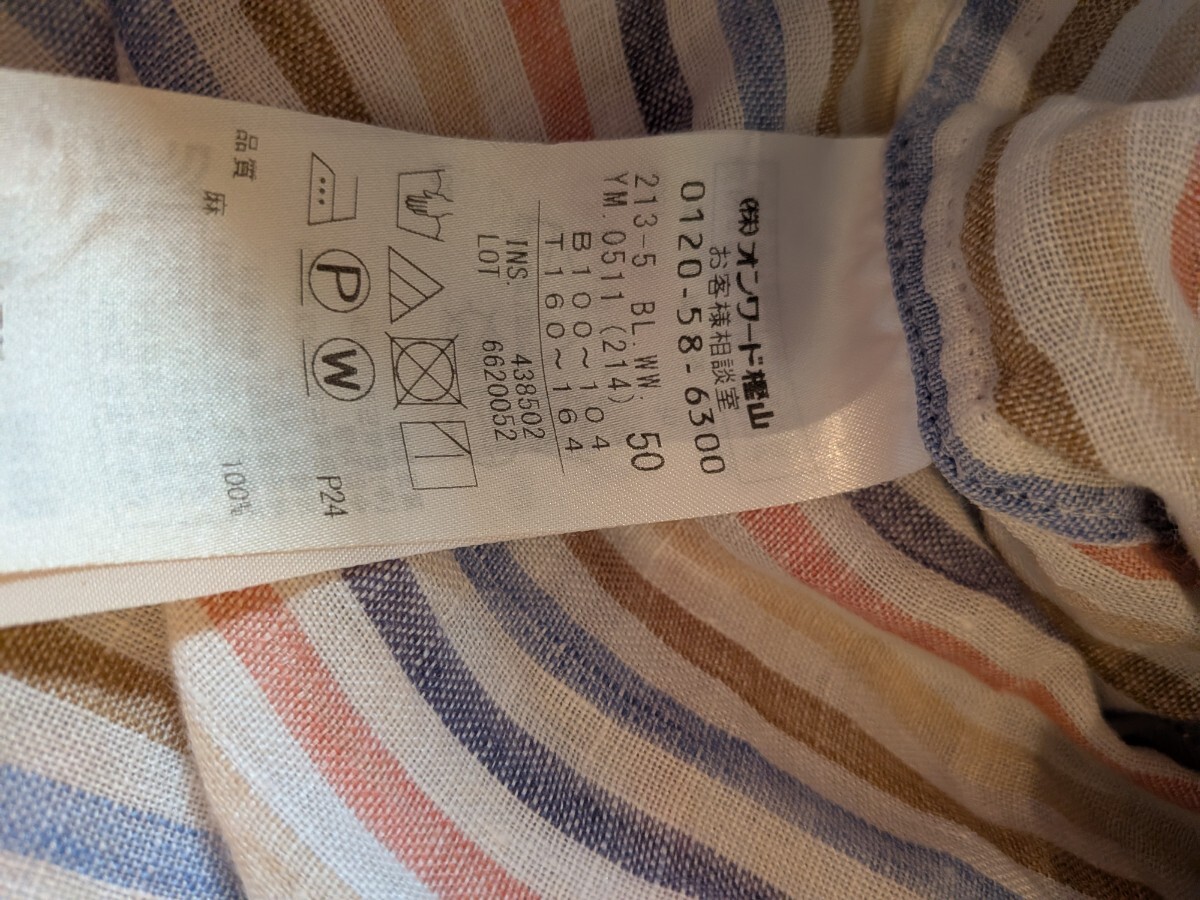 ㈱オンワード樫山
お客様相談室
0120-58-6300
213-5 BL.WW. 50
YM.0511 (214)
B100~104
T160~164
INS. 438502
LOT 6620052
P W
P24
品質
麻 100%